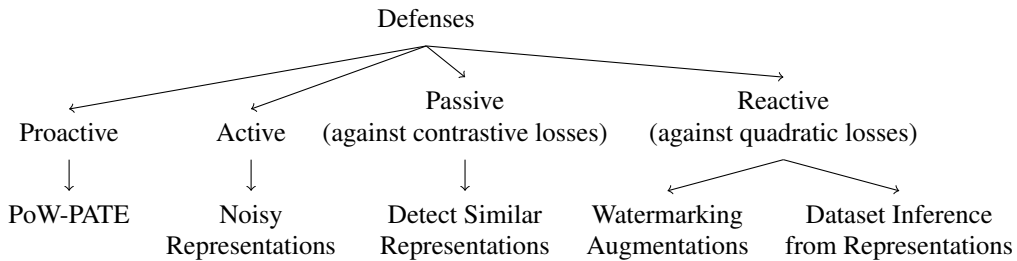 Defenses
Proactive
Active
Passive
(against contrastive losses)
Reactive
(against quadratic losses)
PoW-PATE
Noisy
Representations
Detect Similar
Representations
Watermarking
Augmentations
Dataset Inference
from Representations